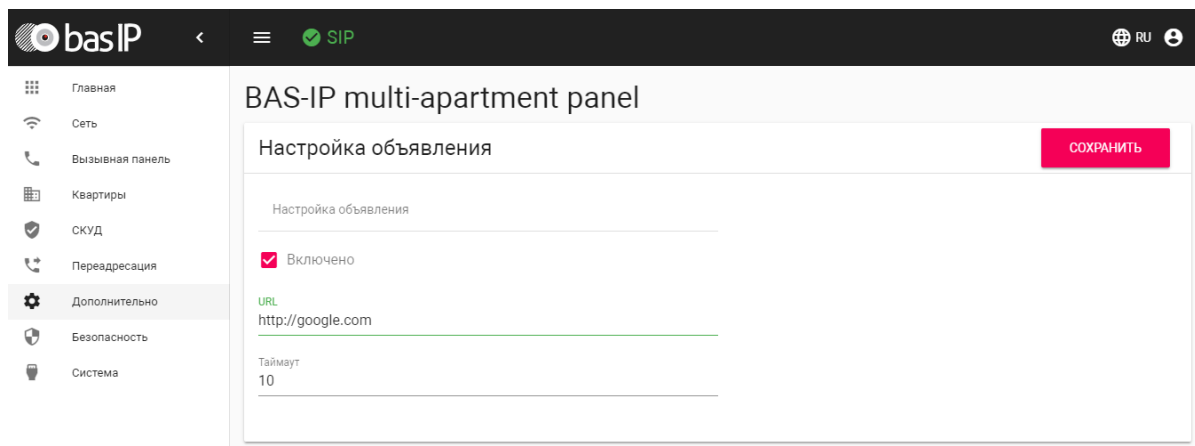 bas IP
SIP
RU
Главная
Сеть
Вызывная панель
Квартиры
СКУД
Переадресация
Дополнительно
Безопасность
Система
BAS-IP multi-apartment panel
Настройка объявления
СОХРАНИТЬ
Настройка объявления
Включено
URL
http://google.com
Таймаут
10